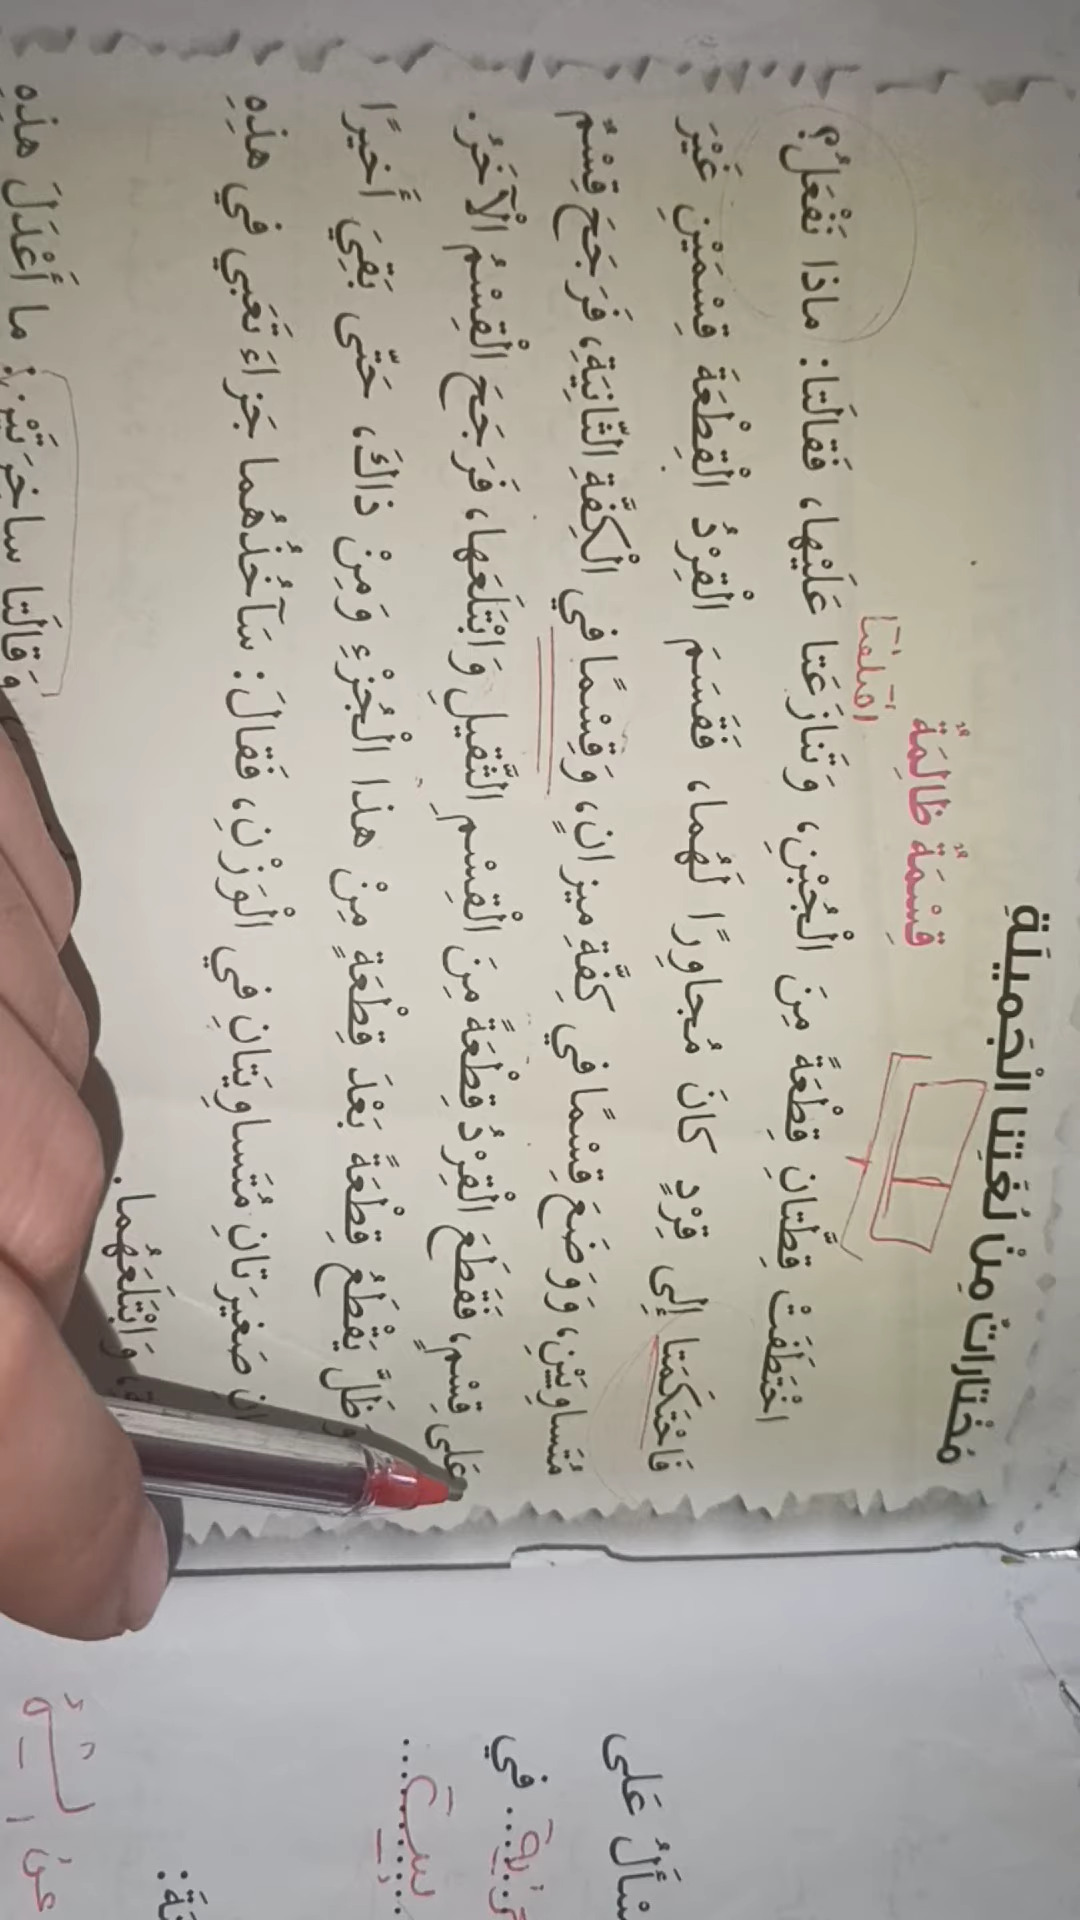 مُخْتاراتٌ مِنْ لُغَتِنا الْجَميلَةِ
قِسْمَةٌ ظالِمَةٌ
اخْتَلَفَتا
اخْتَطَفَتْ قِطَّتانِ قِطْعَةً مِنَ الْجُبْنِ، وَتَنازَعَتا عَلَيْها، فَقالَتا: ماذا نَفْعَلُ؟
فَاحْتَكَمَتا إِلى قِرْدٍ كانَ مُجاوِرًا لَهُما، فَقَسَمَ الْقِرْدُ الْقِطْعَةَ قِسْمَيْنِ غَيْرَ
مُتَساوِيَيْنِ، وَوَضَعَ قِسْمًا في كَفَّةِ ميزانٍ، وَقِسْمًا في الْكِفَّةِ الثّانِيَةِ، فَرَجَحَ قِسْمٌ
عَلى قِسْمٍ، فَقَطَعَ الْقِرْدُ قِطْعَةً مِنَ الْقِسْمِ الثَّقيلِ وَابْتَلَعَها، فَرَجَحَ الْقِسْمُ الْآخَرُ.
وَظَلَّ يَقْطَعُ قِطْعَةً بَعْدَ قِطْعَةٍ مِنْ هذا الْجُزْءِ وَمِنْ ذاكَ، حَتّى بَقِيَ أَخيرًا
صَغيرَتانِ مُتَساوِيَتانِ فِي الْوَزْنِ، فَقالَ: سَآخُذُهُما جَزاءَ تَعَبي في هذِهِ
وَابْتَلَعَهُما.
وَقالَتا ساخِرَتَيْنِ: ما أَعْدَلَ هذِهِ
عَلى
في